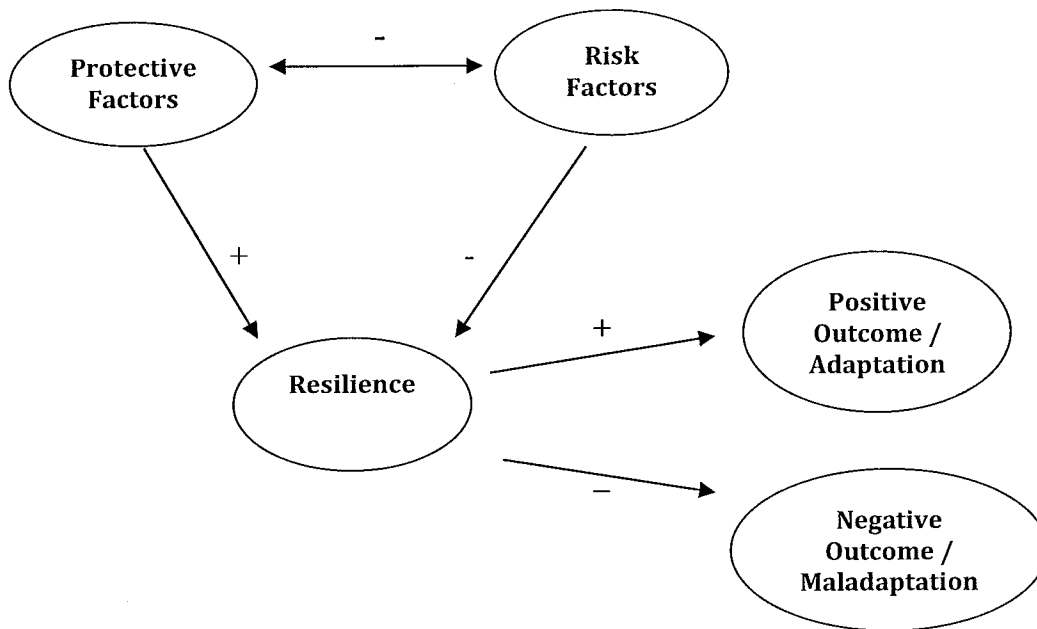 -
Protective
Factors
Risk
Factors
+
-
Resilience
+
Positive
Outcome /
Adaptation
–
Negative
Outcome /
Maladaptation